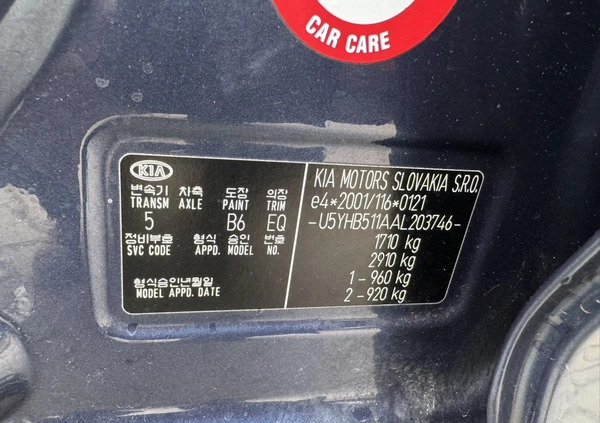 CAR CARE
KIA
변속기 차축 도장 의장
TRANSM AXLE PAINT TRIM
5 B6 EQ
정비부호 형식 승인 번호
SVC CODE APPD. MODEL NO.
형식승인년월일
MODEL APPD. DATE
KIA MOTORS SLOVAKIA S.R.O.
e4*2001/116*0121
-U5YHB511AAL203746-
1710 kg
2910 kg
1 - 960 kg
2 - 920 kg